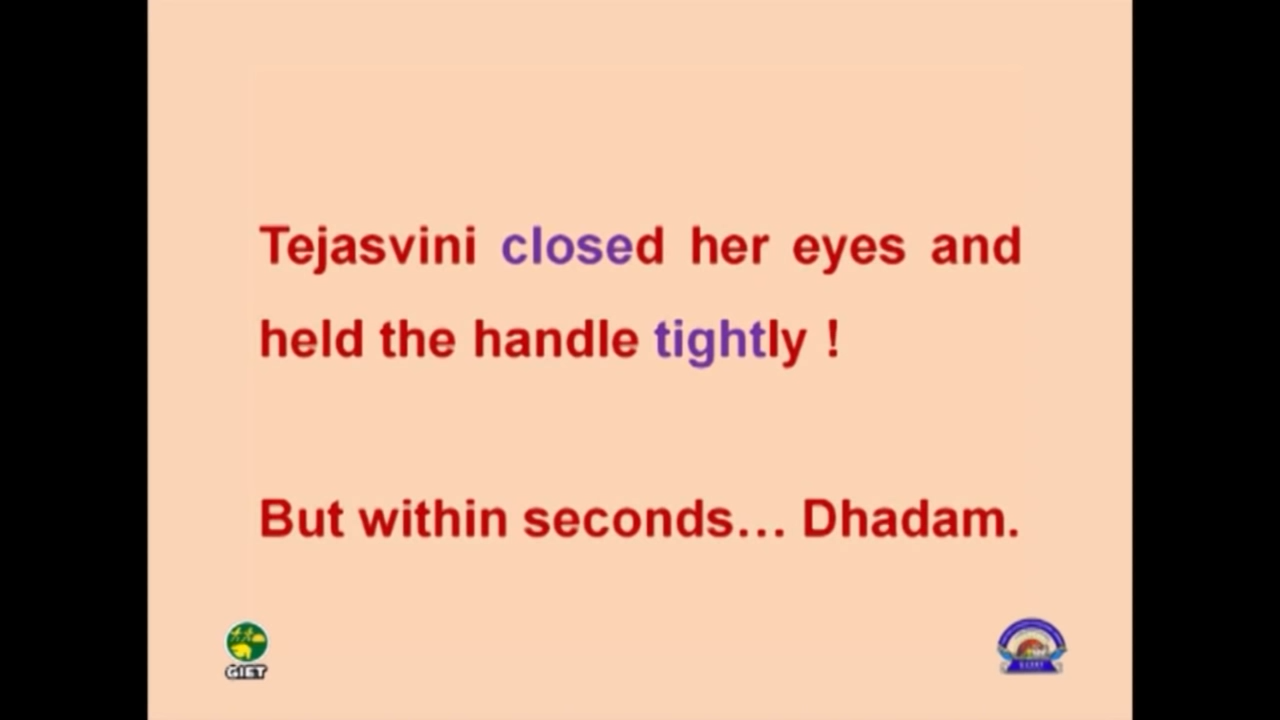 Tejasvini closed her eyes and
held the handle tightly !
But within seconds... Dhadam.
GIET